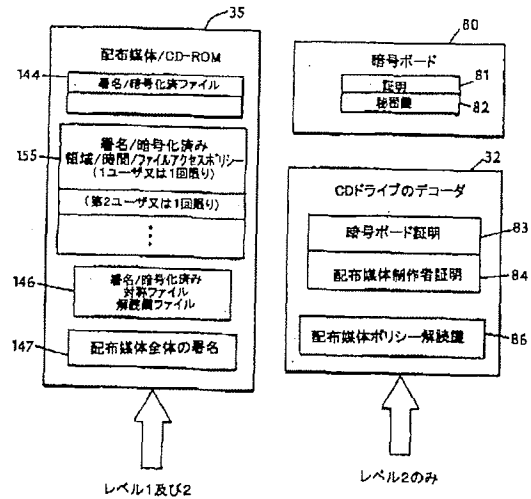 35
配布媒体/CD-ROM
144
署名/暗号化済ファイル
155
署名/暗号化済み
領域/時間/ファイルアクセスポリシー
(1ユーザ又は1回限り)
(第2ユーザ又は1回限り)
146
署名/暗号化済み
対称ファイル
解読鍵ファイル
147
配布媒体全体の署名
レベル1及び2
80
暗号ボード
証明
81
秘密鍵
82
32
CDドライブのデコーダ
暗号ボード証明
83
配布媒体制作者証明
84
配布媒体ポリシー解読鍵
86
レベル2のみ